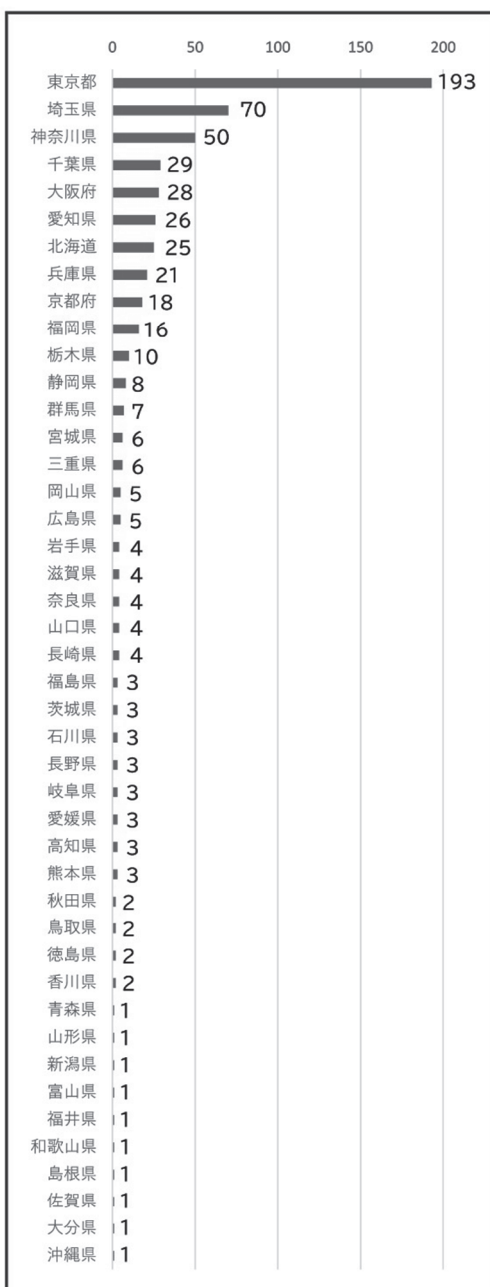 0 50 100 150 200
東京都 193
埼玉県 70
神奈川県 50
千葉県 29
大阪府 28
愛知県 26
北海道 25
兵庫県 21
京都府 18
福岡県 16
栃木県 10
静岡県 8
群馬県 7
宮城県 6
三重県 6
岡山県 5
広島県 5
岩手県 4
滋賀県 4
奈良県 4
山口県 4
長崎県 4
福島県 3
茨城県 3
石川県 3
長野県 3
岐阜県 3
愛媛県 3
高知県 3
熊本県 3
秋田県 2
鳥取県 2
徳島県 2
香川県 2
青森県 1
山形県 1
新潟県 1
富山県 1
福井県 1
和歌山県 1
島根県 1
佐賀県 1
大分県 1
沖縄県 1